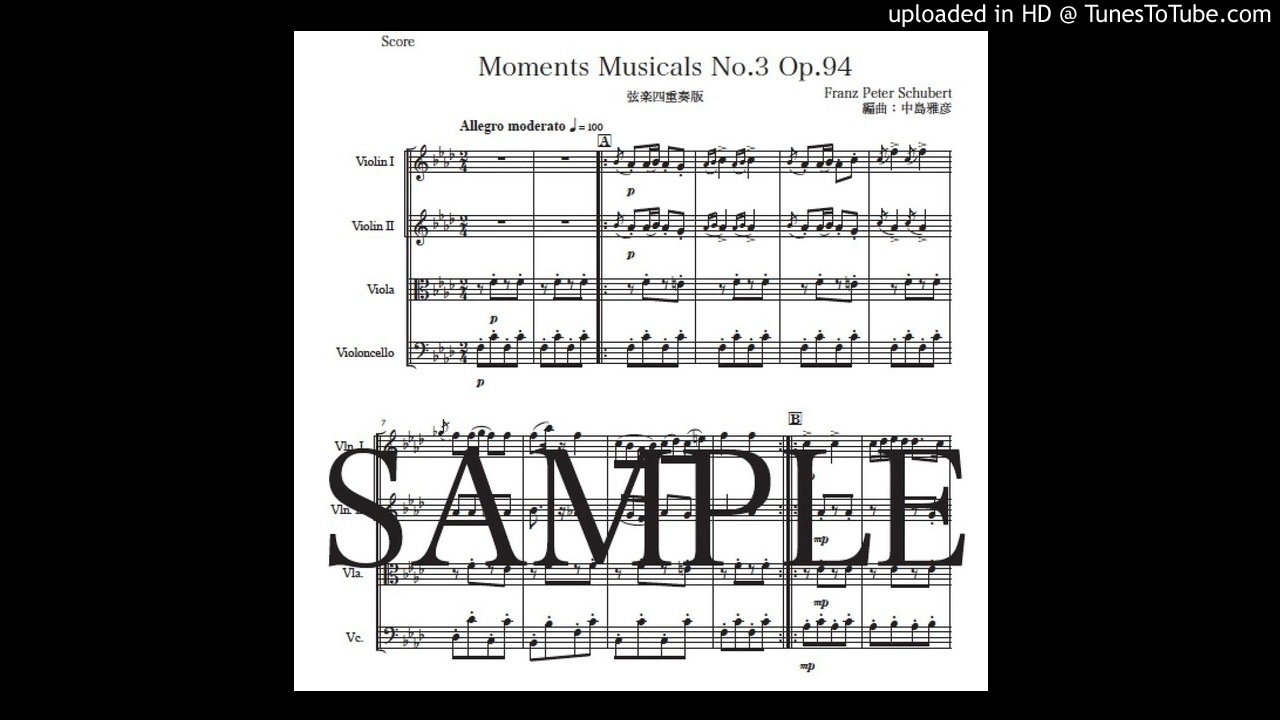 uploaded in HD @ TunesToTube.com
Score
Moments Musicals No.3 Op.94
弦楽四重奏版
Franz Peter Schubert
編曲：中島雅彦
Allegro moderato ♩= 100
A
Violin I
p
Violin II
p
Viola
p
Violoncello
p
7
B
Vln. I
Vln. II
mp
Vla.
mp
Vc.
mp
SAMPLE